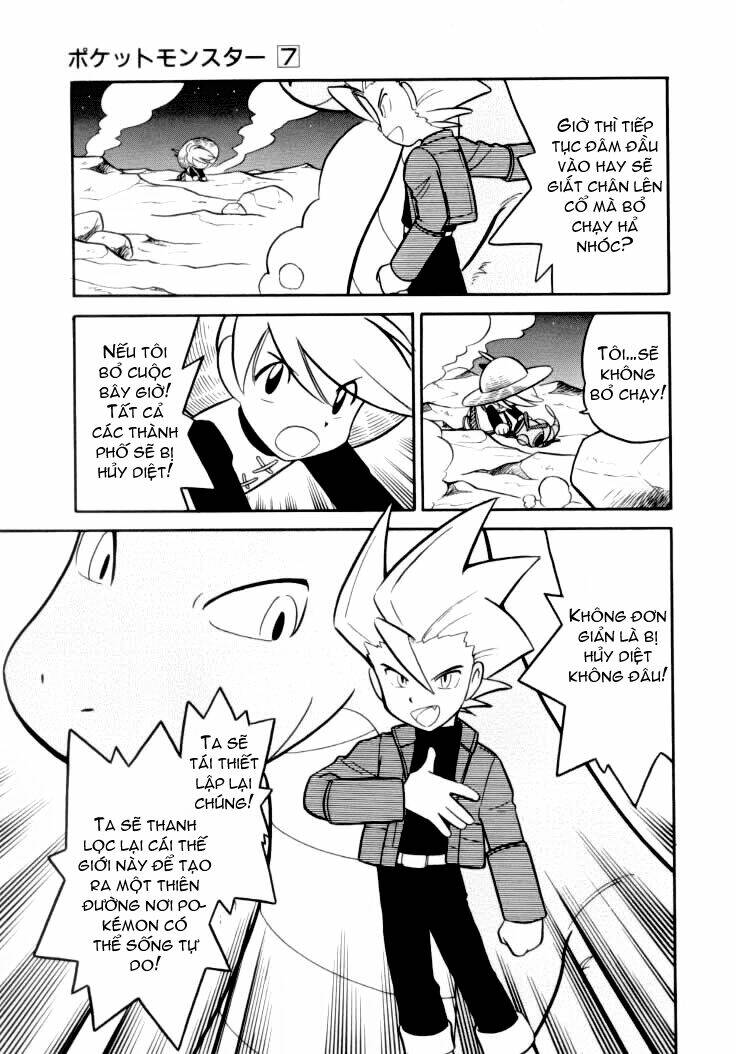 ポケットモンスター 7
GIỜ THÌ TIẾP
TỤC ĐÂM ĐẦU
VÀO HAY SẼ
GIẮT CHÂN LÊN
CỔ MÀ BỎ
CHẠY HẢ
NHÓC?
TÔI...SẼ
KHÔNG
BỎ CHẠY!
NẾU TÔI
BỎ CUỘC
BÂY GIỜ!
TẤT CẢ
CÁC THÀNH
PHỐ SẼ BỊ
HỦY DIỆT!
KHÔNG ĐƠN
GIẢN LÀ BỊ
HỦY DIỆT
KHÔNG ĐÂU!
TA SẼ
TÁI THIẾT
LẬP LẠI
CHÚNG!
TA SẼ THANH
LỌC LẠI CÁI THẾ
GIỚI NÀY ĐỂ TẠO
RA MỘT THIÊN
ĐƯỜNG NƠI PO-
KÉMON CÓ
THỂ SỐNG TỰ
DO!